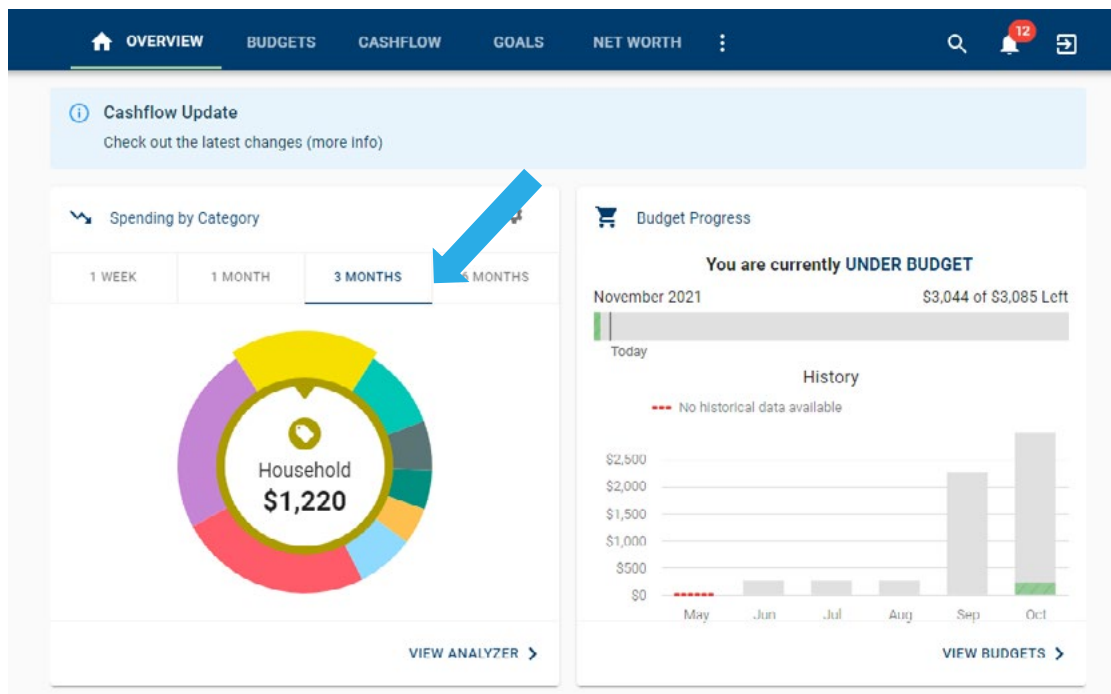 OVERVIEW BUDGETS CASHFLOW GOALS NET WORTH 12
Cashflow Update
Check out the latest changes (more info)
Spending by Category
1 WEEK 1 MONTH 3 MONTHS 6 MONTHS
Household
$1,220
VIEW ANALYZER
Budget Progress
You are currently UNDER BUDGET
November 2021 $3,044 of $3,085 Left
Today
History
No historical data available
$2,500
$2,000
$1,500
$1,000
$500
$0
May Jun Jul Aug Sep Oct
VIEW BUDGETS